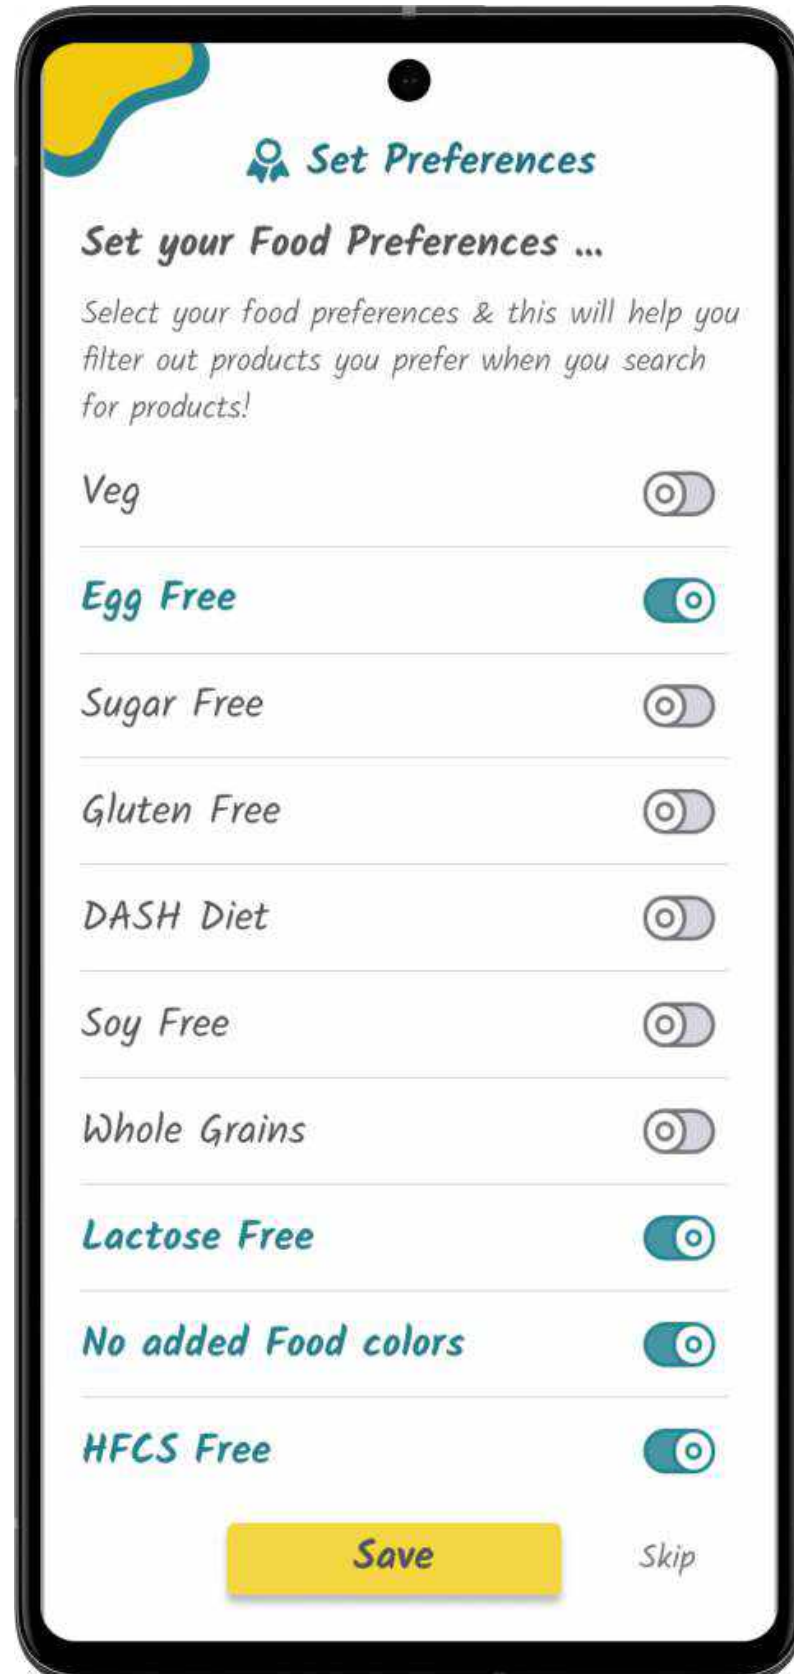 Set Preferences
Set your Food Preferences ...
Select your food preferences & this will help you
filter out products you prefer when you search
for products!
Veg
Egg Free
Sugar Free
Gluten Free
DASH Diet
Soy Free
Whole Grains
Lactose Free
No added Food colors
HFCS Free
Save
Skip